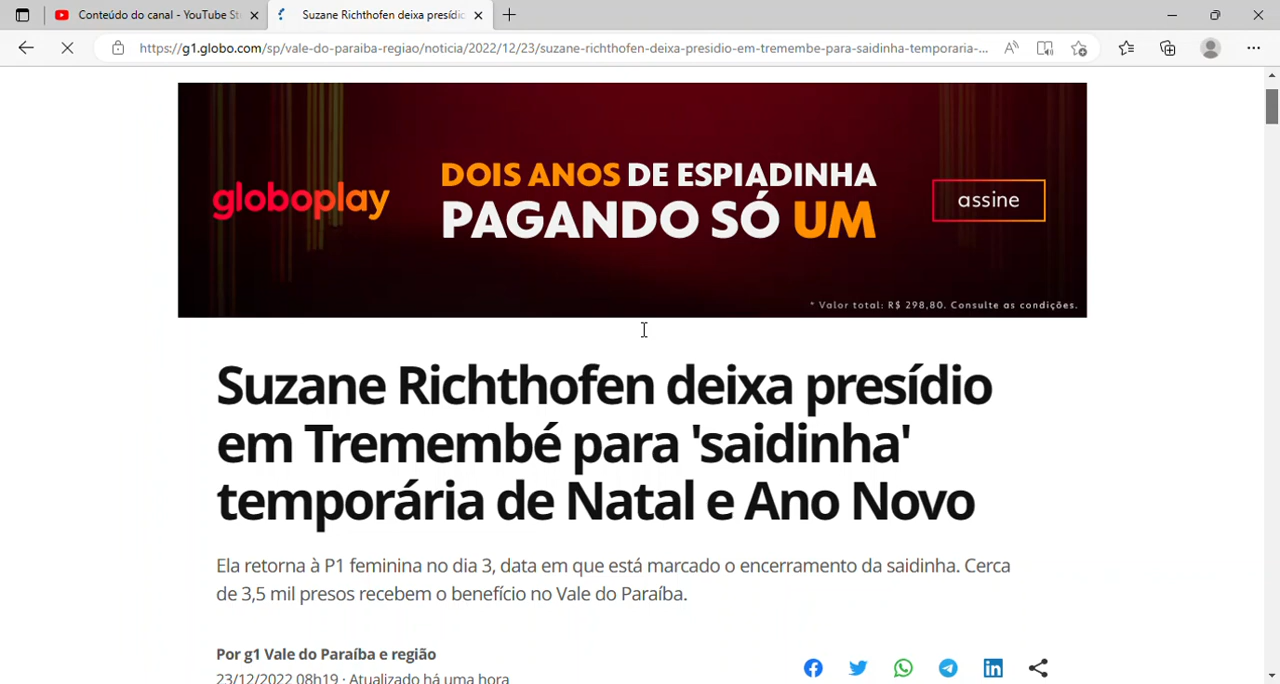 Conteúdo do canal - YouTube St
Suzane Richthofen deixa presídio
https://g1.globo.com/sp/vale-do-paraiba-regiao/noticia/2022/12/23/suzane-richthofen-deixa-presidio-em-tremembe-para-saidinha-temporaria-...
globoplay
DOIS ANOS DE ESPIADINHA
PAGANDO SÓ UM
assine
* Valor total: R$ 298,80. Consulte as condições.
Suzane Richthofen deixa presídio
em Tremembé para 'saidinha'
temporária de Natal e Ano Novo
Ela retorna à P1 feminina no dia 3, data em que está marcado o encerramento da saidinha. Cerca
de 3,5 mil presos recebem o benefício no Vale do Paraíba.
Por g1 Vale do Paraíba e região
23/12/2022 08h19 · Atualizado há uma hora